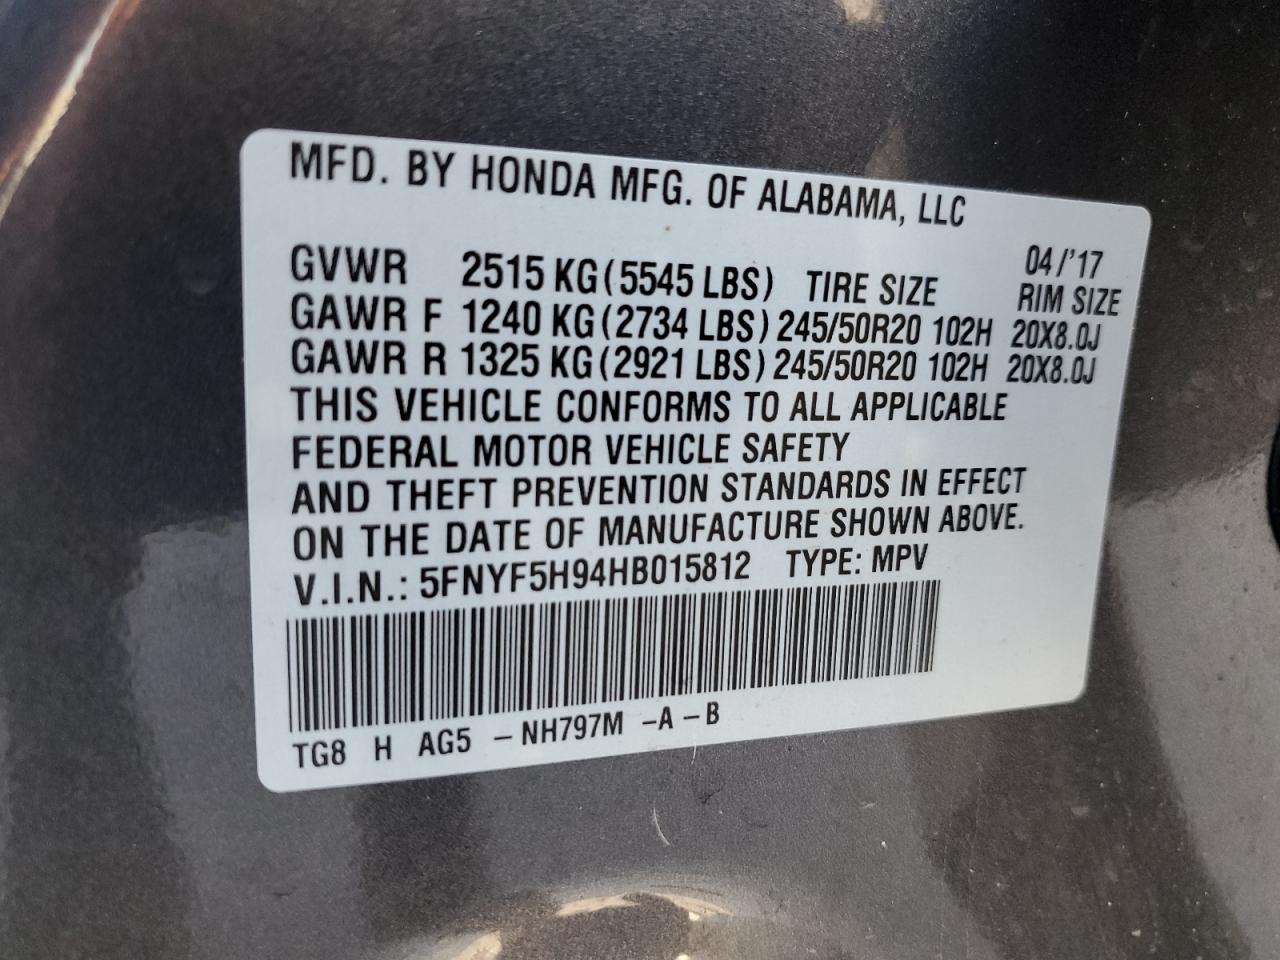 MFD. BY HONDA MFG. OF ALABAMA, LLC
04/'17
GVWR 2515 KG (5545 LBS) TIRE SIZE RIM SIZE
GAWR F 1240 KG (2734 LBS) 245/50R20 102H 20X8.0J
GAWR R 1325 KG (2921 LBS) 245/50R20 102H 20X8.0J
THIS VEHICLE CONFORMS TO ALL APPLICABLE
FEDERAL MOTOR VEHICLE SAFETY
AND THEFT PREVENTION STANDARDS IN EFFECT
ON THE DATE OF MANUFACTURE SHOWN ABOVE.
V.I.N.: 5FNYF5H94HB015812 TYPE: MPV
TG8 H AG5 – NH797M –A – B